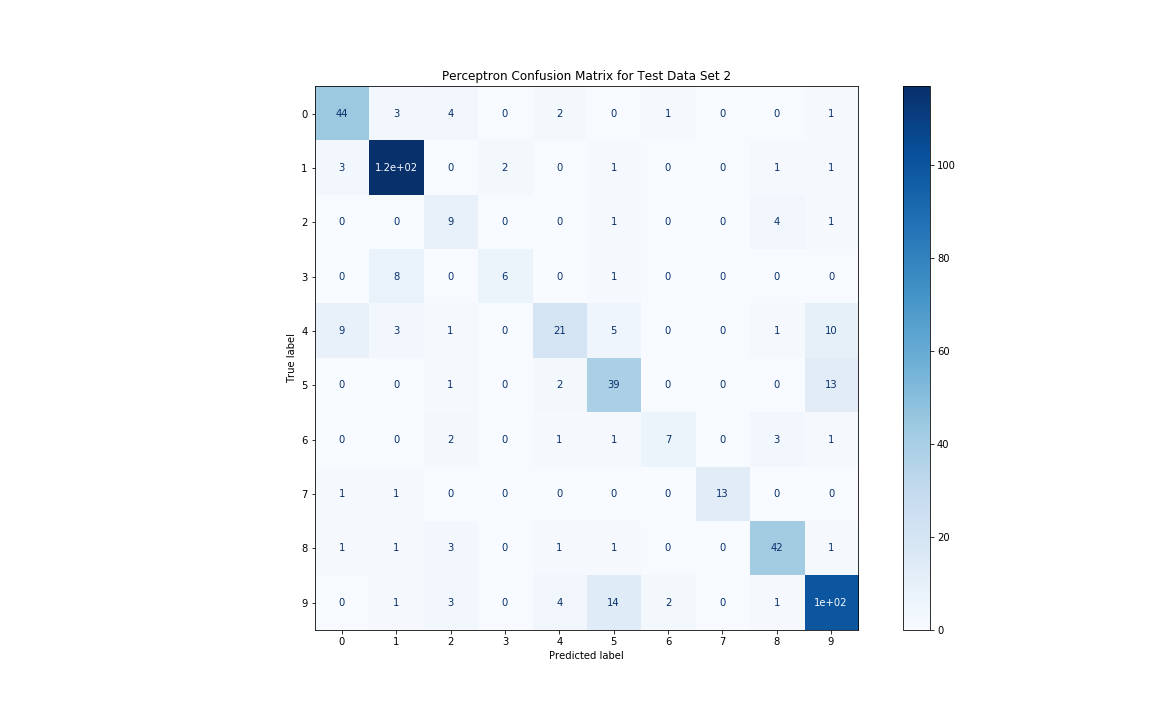 Perceptron Confusion Matrix for Test Data Set 2
0 44 3 4 0 2 0 1 0 0 1
1 3 1.2e+02 0 2 0 1 0 0 1 1 100
2 0 0 9 0 0 1 0 0 4 1 80
3 0 8 0 6 0 1 0 0 0 0
4 9 3 1 0 21 5 0 0 1 10 60
True label
5 0 0 1 0 2 39 0 0 0 13
6 0 0 2 0 1 1 7 0 3 1 40
7 1 1 0 0 0 0 0 13 0 0
8 1 1 3 0 1 1 0 0 42 1 20
9 0 1 3 0 4 14 2 0 1 1e+02
0
0 1 2 3 4 5 6 7 8 9
Predicted label